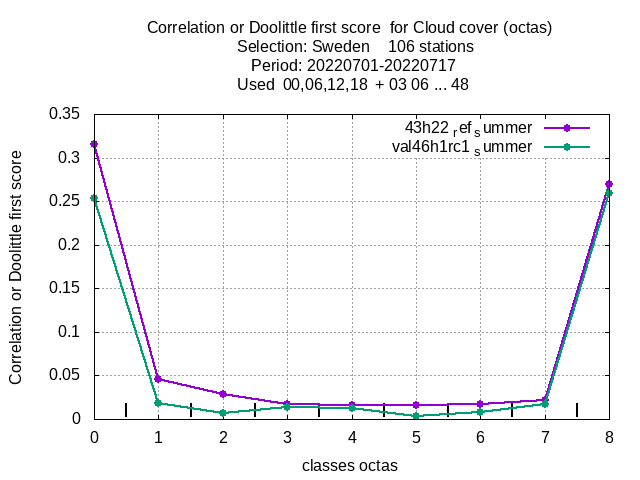 Correlation or Doolittle first score  for Cloud cover (octas)
Selection: Sweden    106 stations
Period: 20220701-20220717
Used  00,06,12,18  + 03 06 ... 48
43h22 ref summer
val46h1rc1 summer
Correlation or Doolittle first score
0.35
0.3
0.25
0.2
0.15
0.1
0.05
0
0 1 2 3 4 5 6 7 8
classes octas